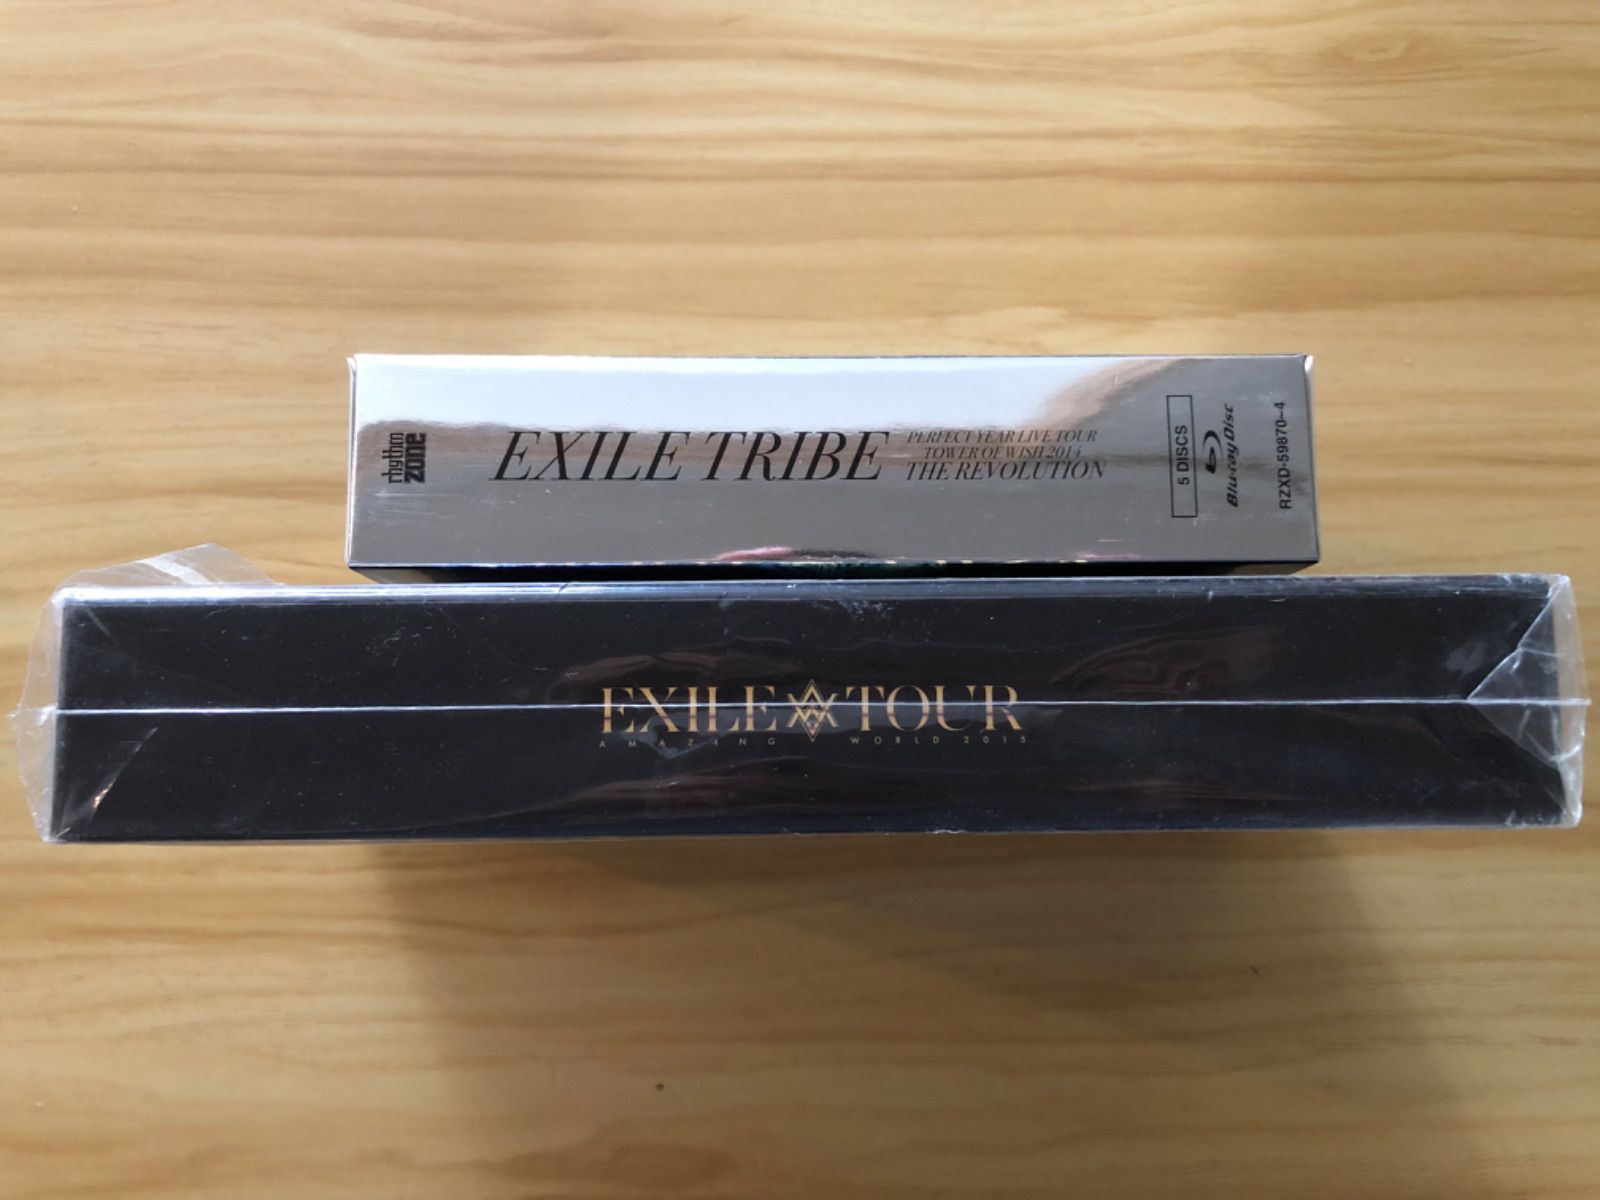 rhythm
zone
EXILE TRIBE
PERFECT YEAR LIVE TOUR
TOWER OF WISH 2014
THE REVOLUTION
5 DISCS
Blu-ray Disc
RZXD-59870~4
EXILE TOUR
AMAZING WORLD 2015